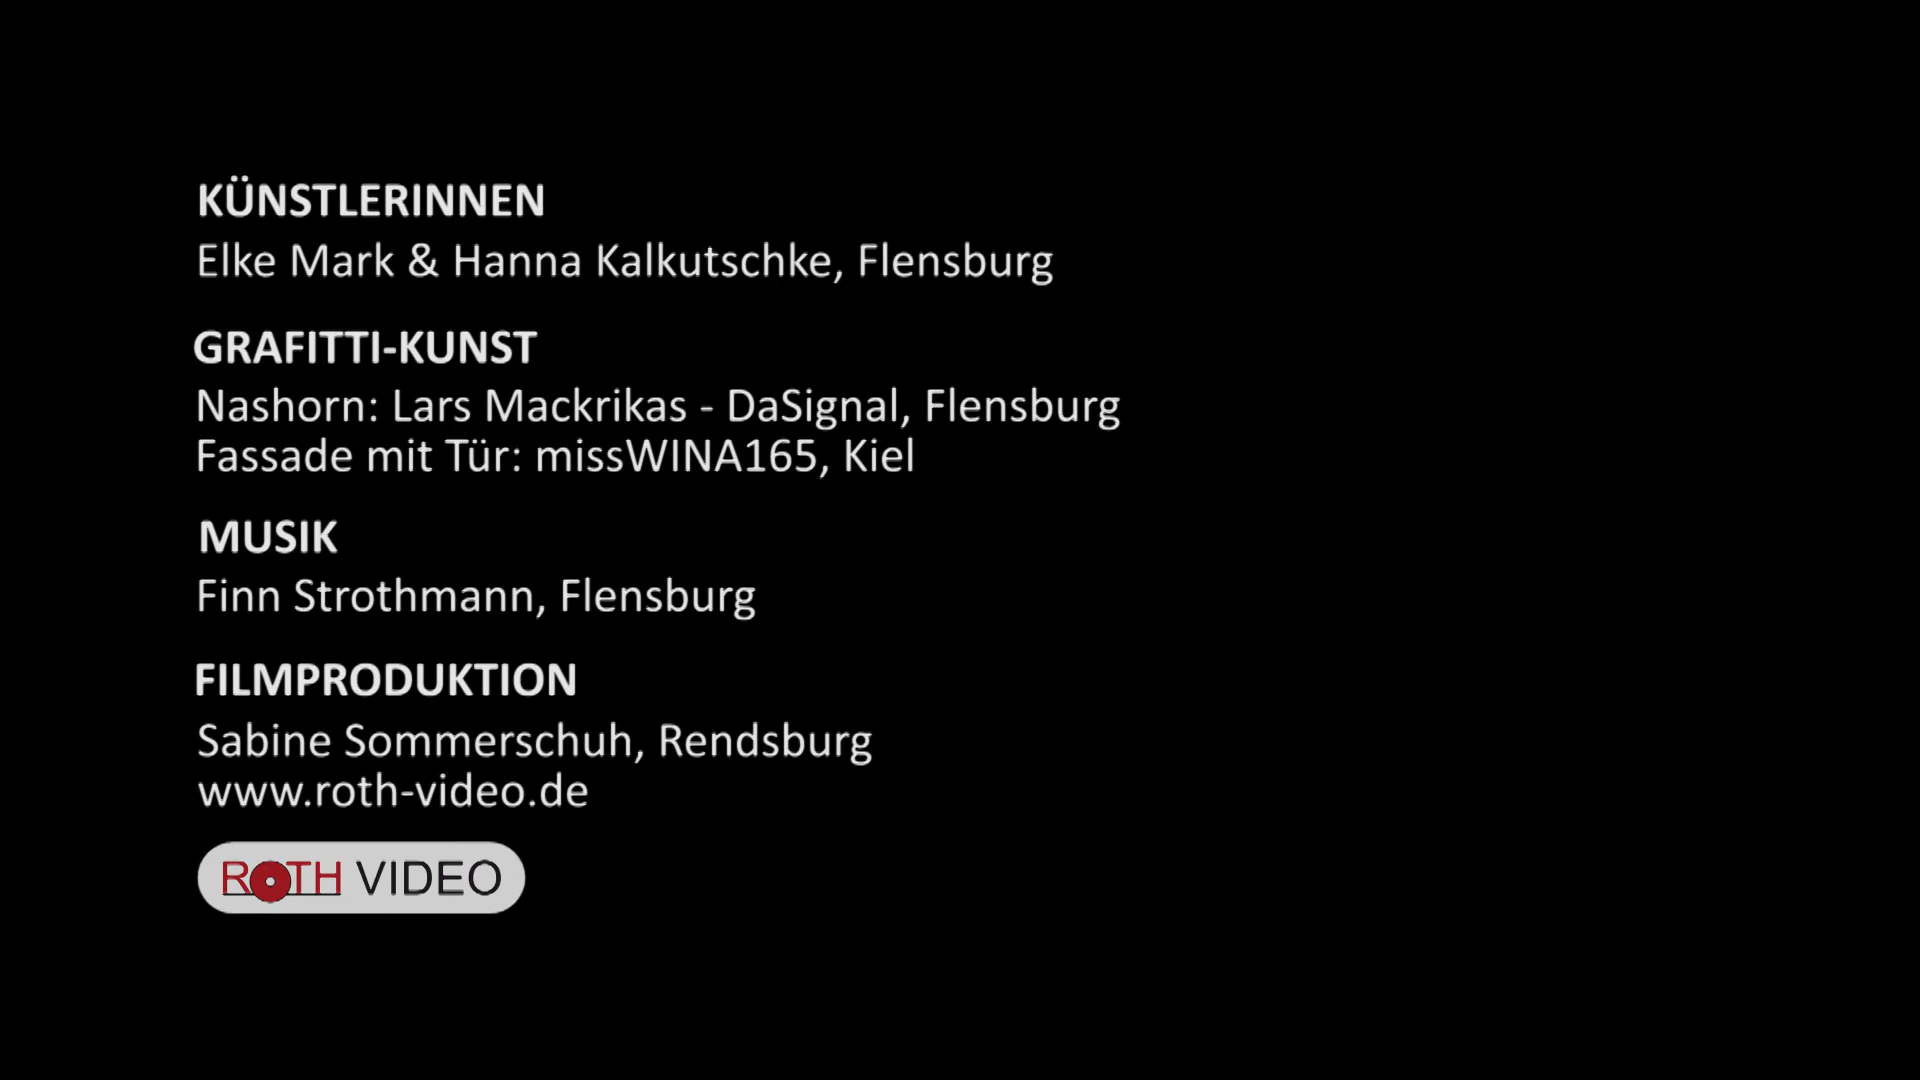 KÜNSTLERINNEN
Elke Mark & Hanna Kalkutschke, Flensburg
GRAFITTI-KUNST
Nashorn: Lars Mackrikas - DaSignal, Flensburg
Fassade mit Tür: missWINA165, Kiel
MUSIK
Finn Strothmann, Flensburg
FILMPRODUKTION
Sabine Sommerschuh, Rendsburg
www.roth-video.de
ROTH VIDEO